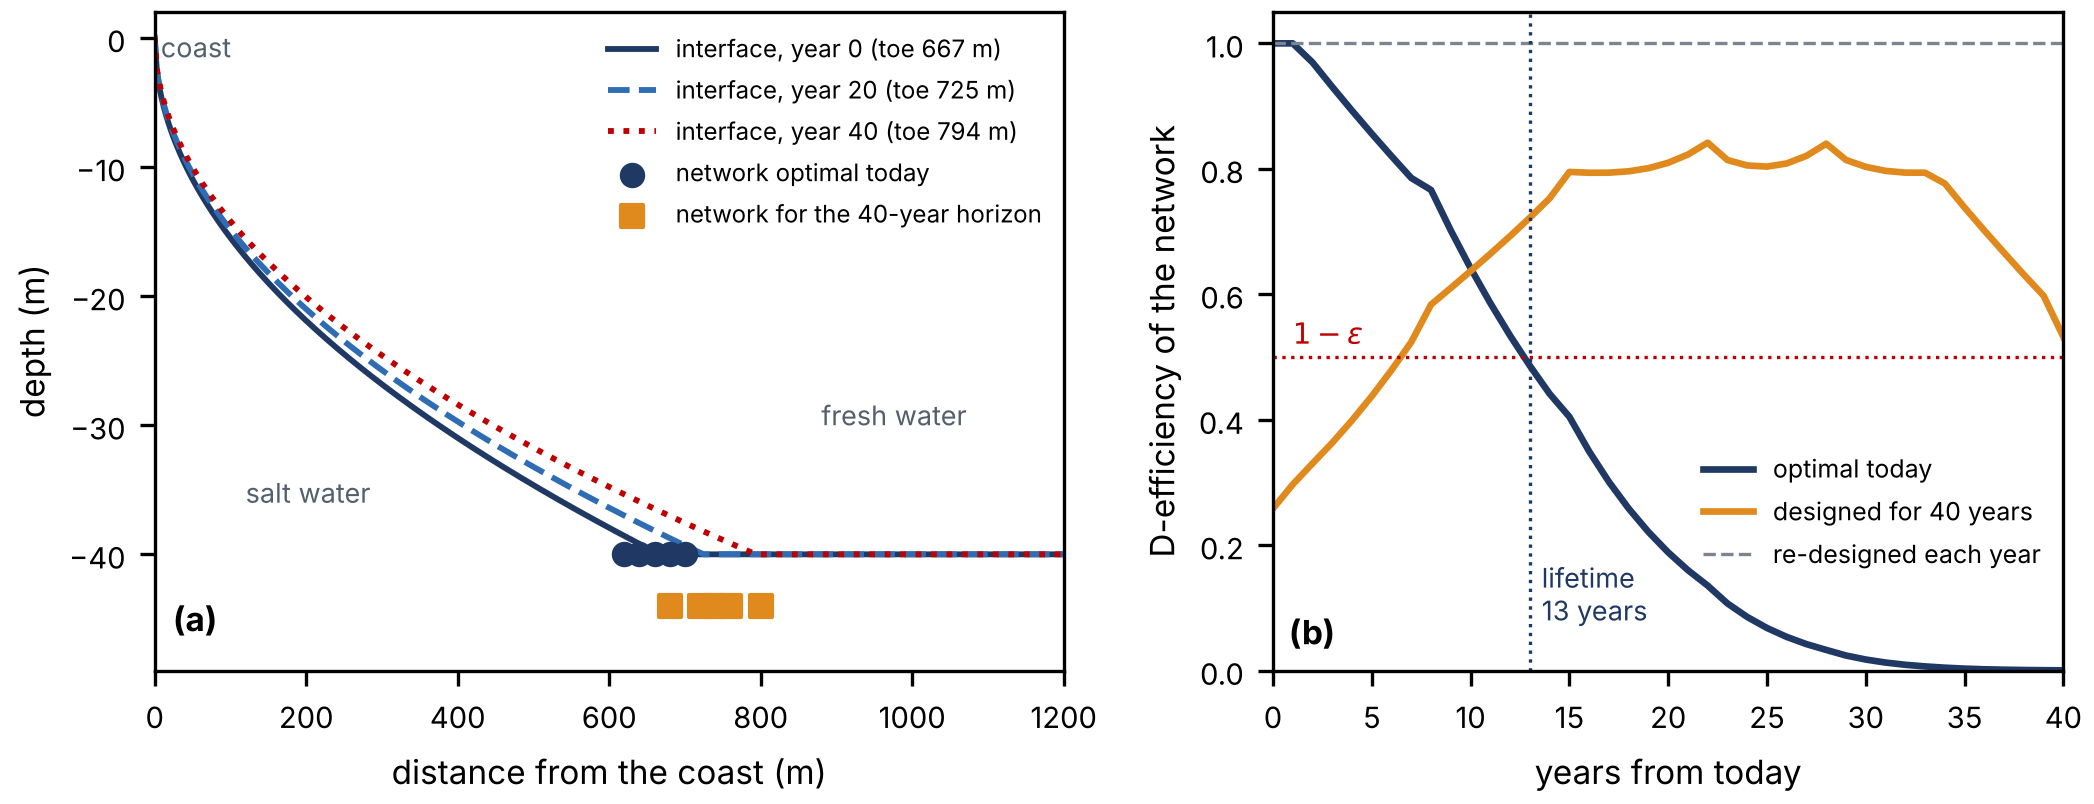 coast
interface, year 0 (toe 667 m)
interface, year 20 (toe 725 m)
interface, year 40 (toe 794 m)
network optimal today
network for the 40-year horizon
fresh water
salt water
(a)
0
−10
−20
−30
−40
depth (m)
0 200 400 600 800 1000 1200
distance from the coast (m)
1.0
0.8
0.6
0.4
0.2
0.0
D-efficiency of the network
1 − ε
optimal today
designed for 40 years
re-designed each year
lifetime
13 years
(b)
0 5 10 15 20 25 30 35 40
years from today